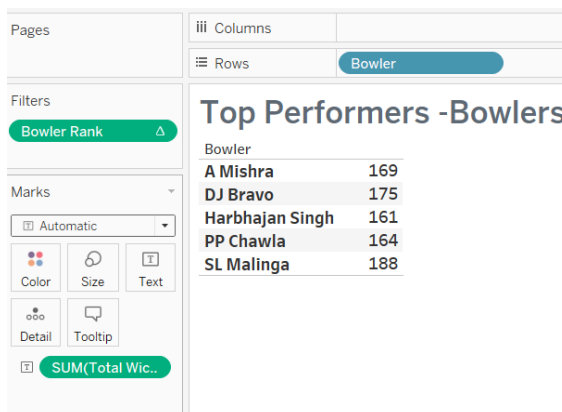 Pages
Columns
Rows
Bowler
Filters
Bowler Rank
Marks
Automatic
Color
Size
Text
Detail
Tooltip
SUM(Total Wic..
Top Performers -Bowlers
Bowler
A Mishra 169
DJ Bravo 175
Harbhajan Singh 161
PP Chawla 164
SL Malinga 188